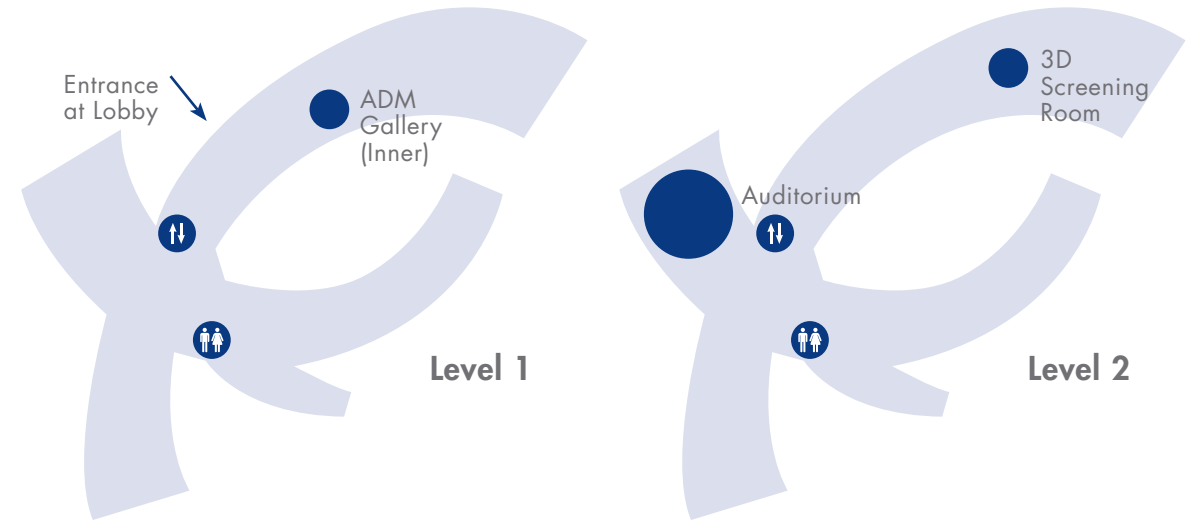 Entrance
at Lobby
ADM
Gallery
(Inner)
Level 1
3D
Screening
Room
Auditorium
Level 2